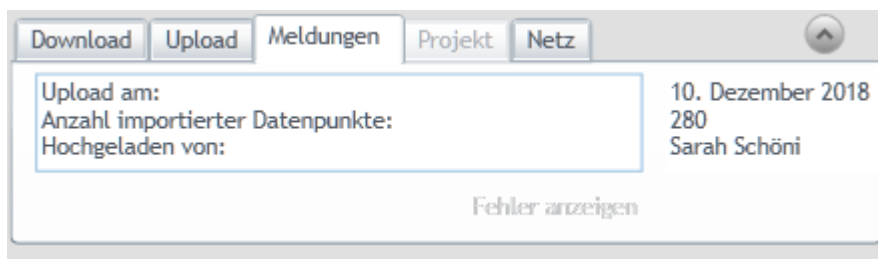 Download Upload Meldungen Projekt Netz
Upload am: 10. Dezember 2018
Anzahl importierter Datenpunkte: 280
Hochgeladen von: Sarah Schöni
Fehler anzeigen